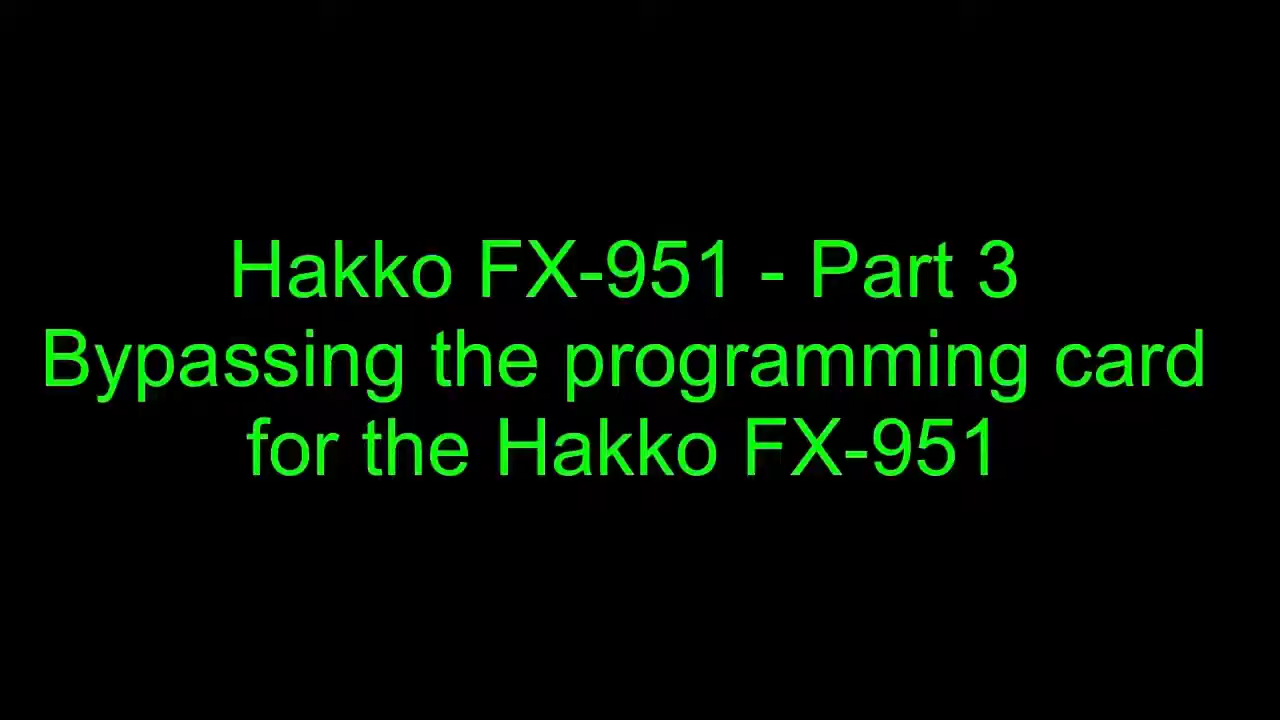 Hakko FX-951 - Part 3
Bypassing the programming card
for the Hakko FX-951